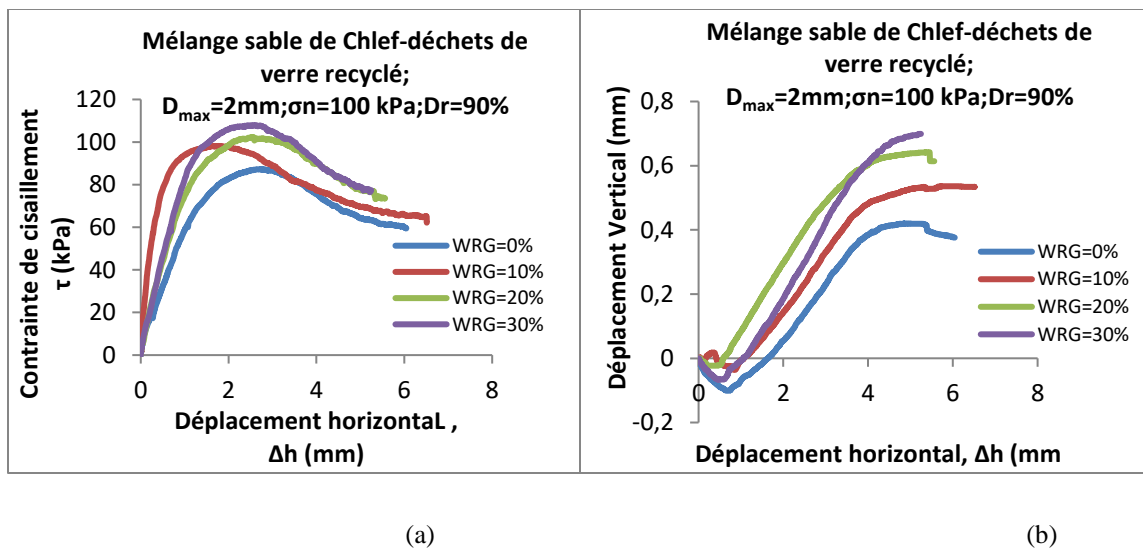 Mélange sable de Chlef-déchets de
verre recyclé;
Dmax=2mm;σn=100 kPa;Dr=90%
Contrainte de cisaillement
τ (kPa)
120
100
80
60
40
20
0
0 2 4 6 8
WRG=0%
WRG=10%
WRG=20%
WRG=30%
Déplacement horizontaL ,
Δh (mm)
(a)
Mélange sable de Chlef-déchets de
verre recyclé;
Dmax=2mm;σn=100 kPa;Dr=90%
Déplacement Vertical (mm)
0,8
0,6
0,4
0,2
0
-0,2
0 2 4 6 8
WRG=0%
WRG=10%
WRG=20%
WRG=30%
Déplacement horizontal, Δh (mm
(b)